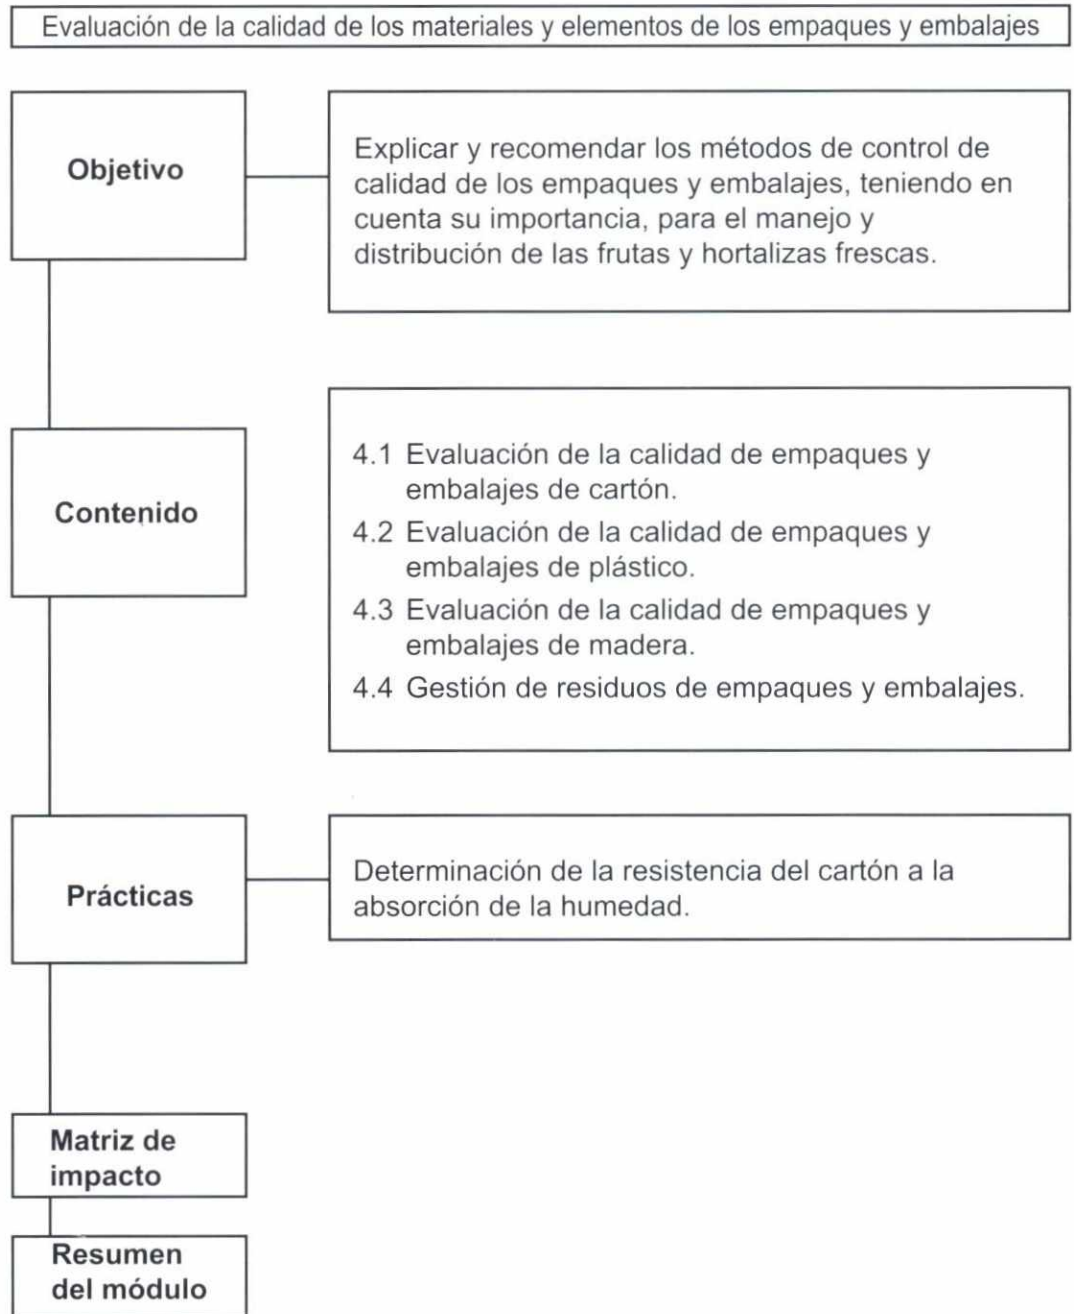 Evaluación de la calidad de los materiales y elementos de los empaques y embalajes
Objetivo
Explicar y recomendar los métodos de control de
calidad de los empaques y embalajes, teniendo en
cuenta su importancia, para el manejo y
distribución de las frutas y hortalizas frescas.
Contenido
4.1 Evaluación de la calidad de empaques y
embalajes de cartón.
4.2 Evaluación de la calidad de empaques y
embalajes de plástico.
4.3 Evaluación de la calidad de empaques y
embalajes de madera.
4.4 Gestión de residuos de empaques y embalajes.
Prácticas
Determinación de la resistencia del cartón a la
absorción de la humedad.
Matriz de
impacto
Resumen
del módulo